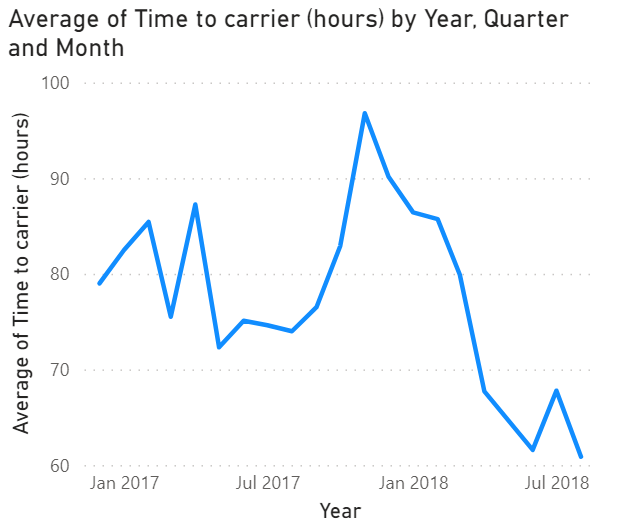 Average of Time to carrier (hours) by Year, Quarter
and Month
Average of Time to carrier (hours)
100
90
80
70
60
Jan 2017 Jul 2017 Jan 2018 Jul 2018
Year